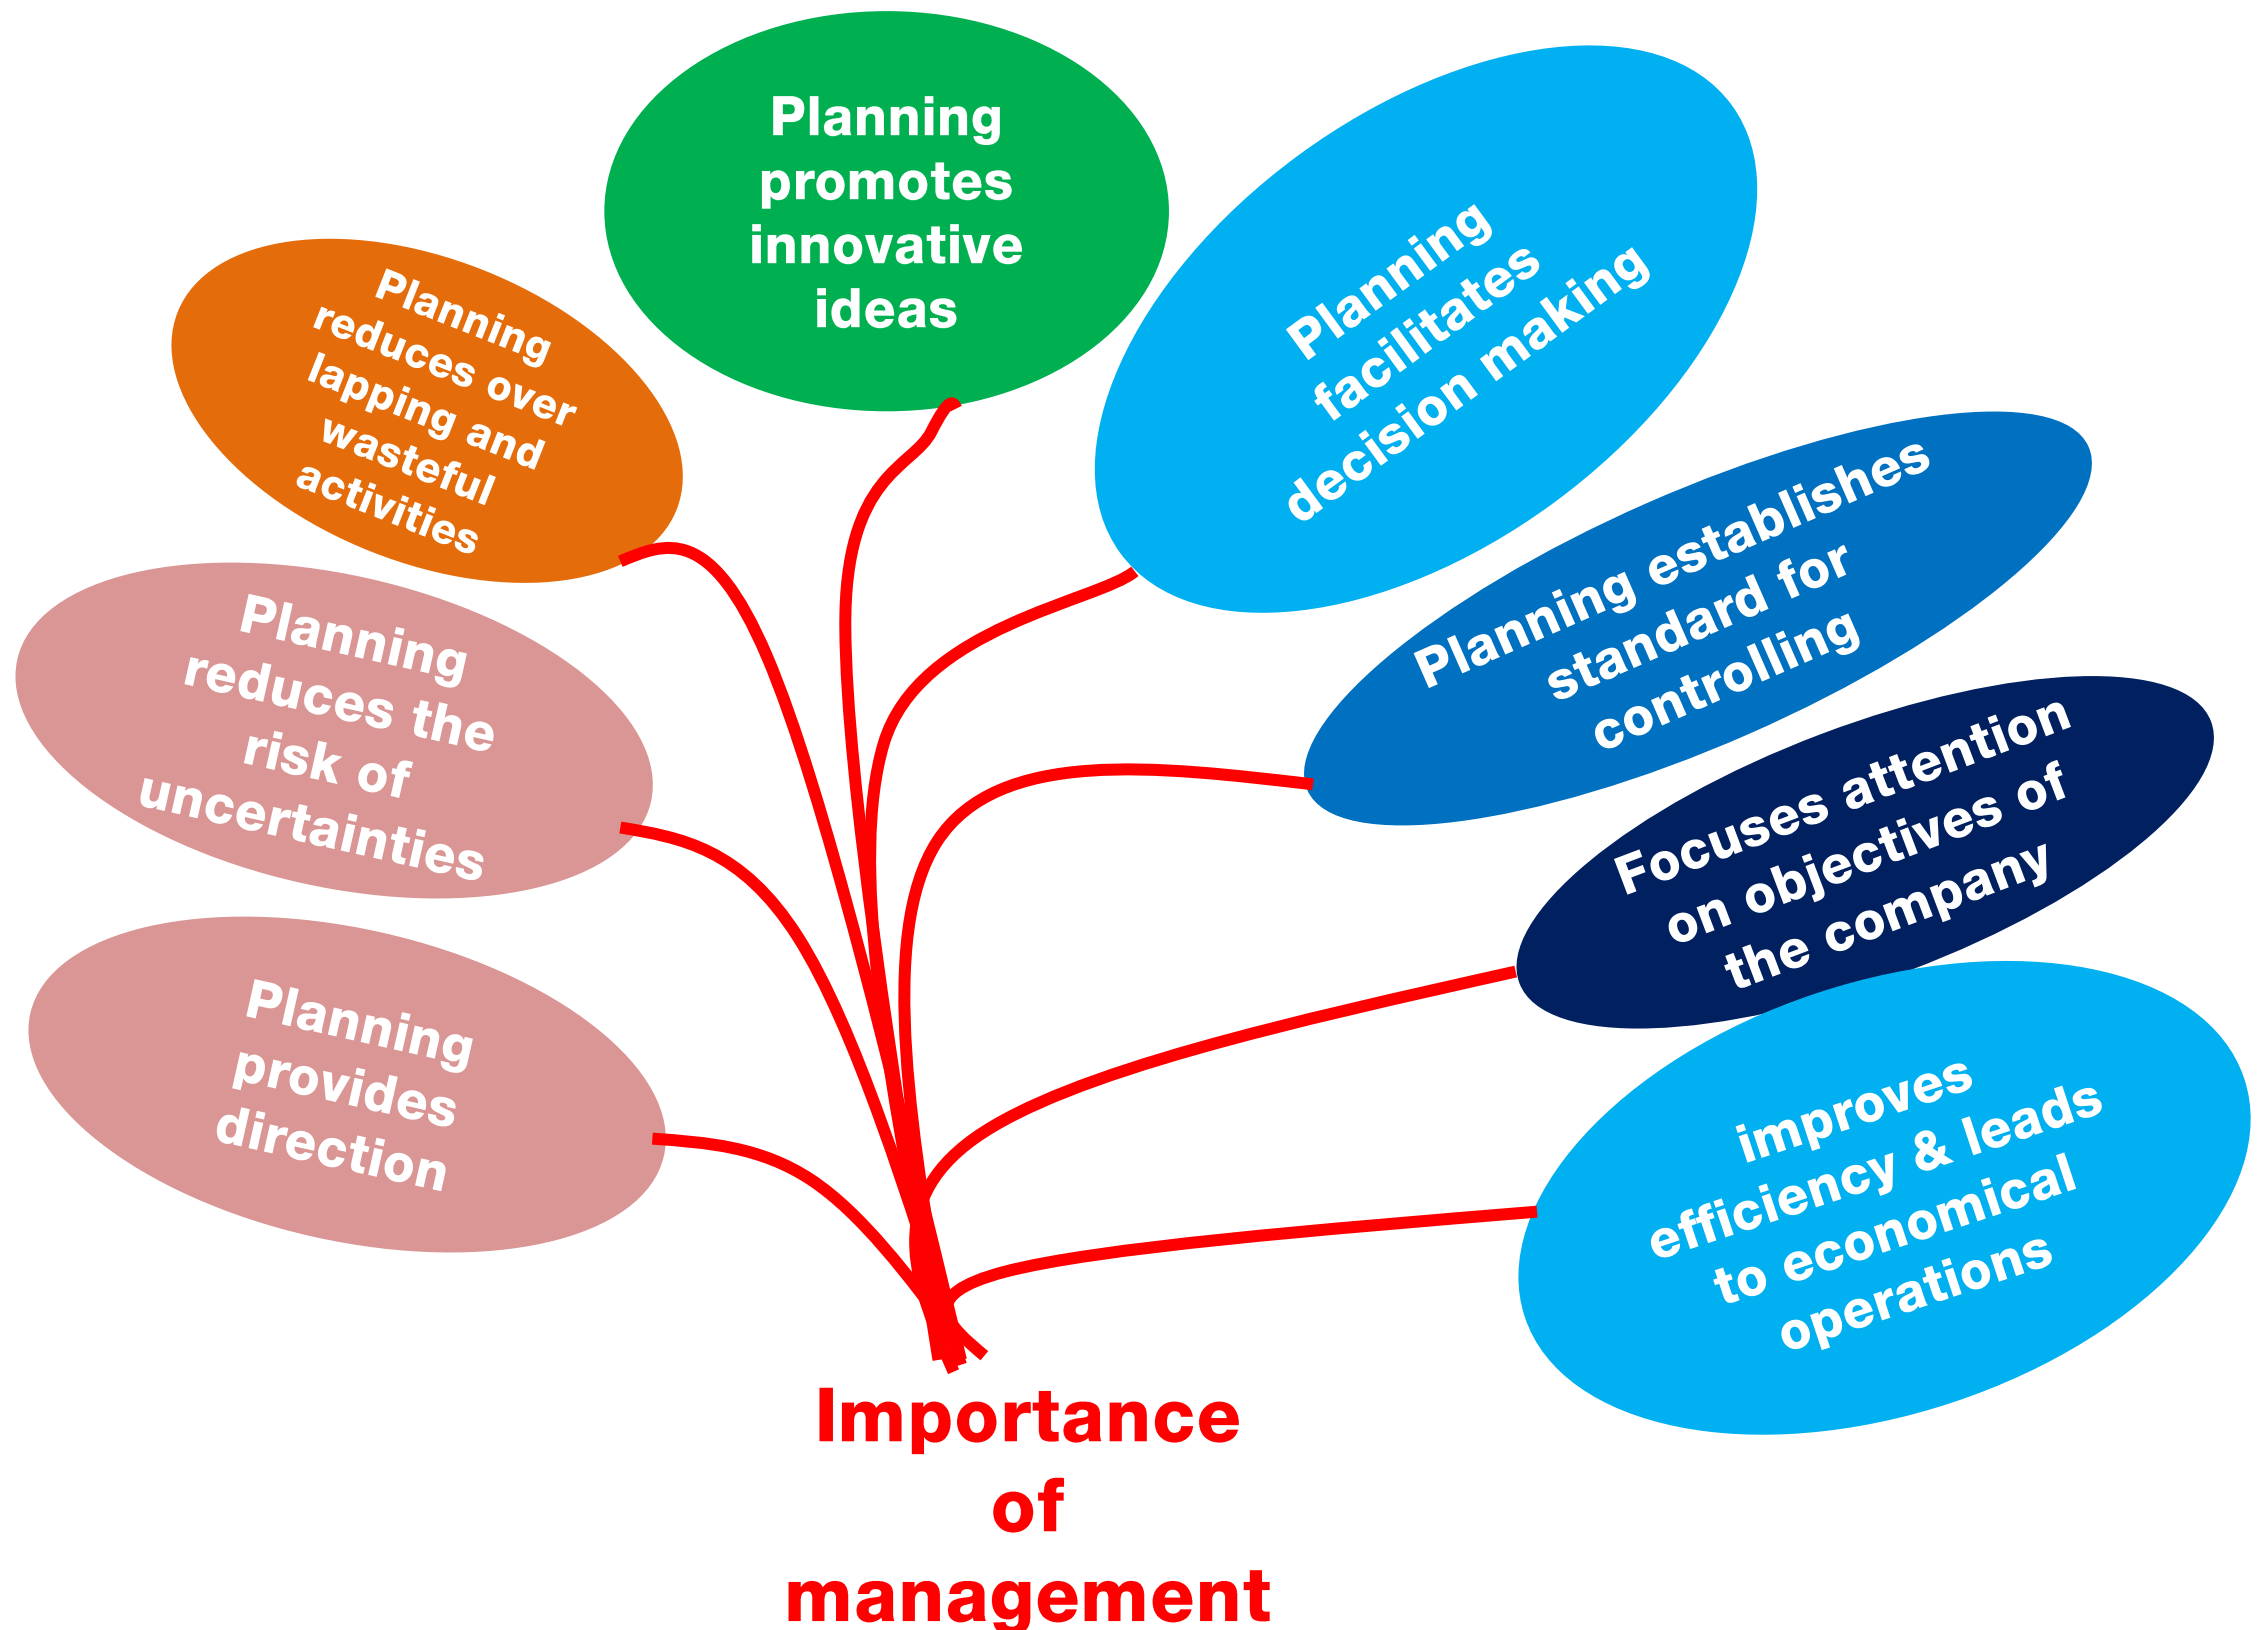 Planning
promotes
innovative
ideas
Planning
facilitates
decision making
Planning
reduces over
lapping and
wasteful
activities
Planning establishes
standard for
controlling
Planning
reduces the
risk of
uncertainties
Focuses attention
on objectives of
the company
Planning
provides
direction
improves
efficiency & leads
to economical
operations
Importance
of
management